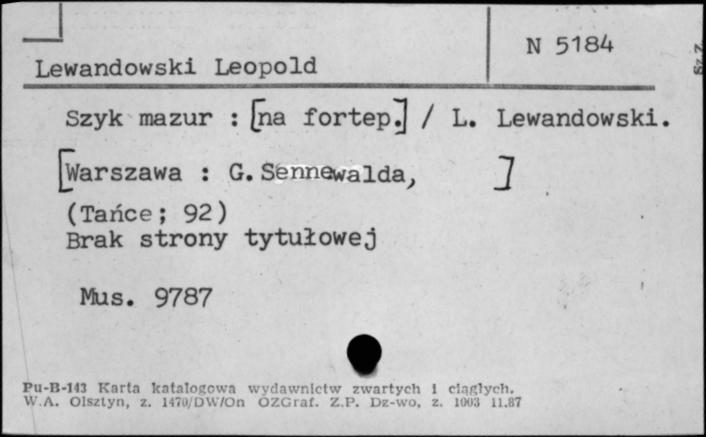 N 5184
Lewandowski Leopold
Szyk mazur : [na fortep.] / L. Lewandowski.
[Warszawa : G. Sennewalda, ]
(Tańce; 92)
Brak strony tytułowej
Mus. 9787
Pu-B-143 Karta katalogowa wydawnictw zwartych i ciągłych.
W.A. Olsztyn, z. 1470/DW/On OZGraf. Z.P. Dz-wo, z. 1003 11.87
Sz.Z.